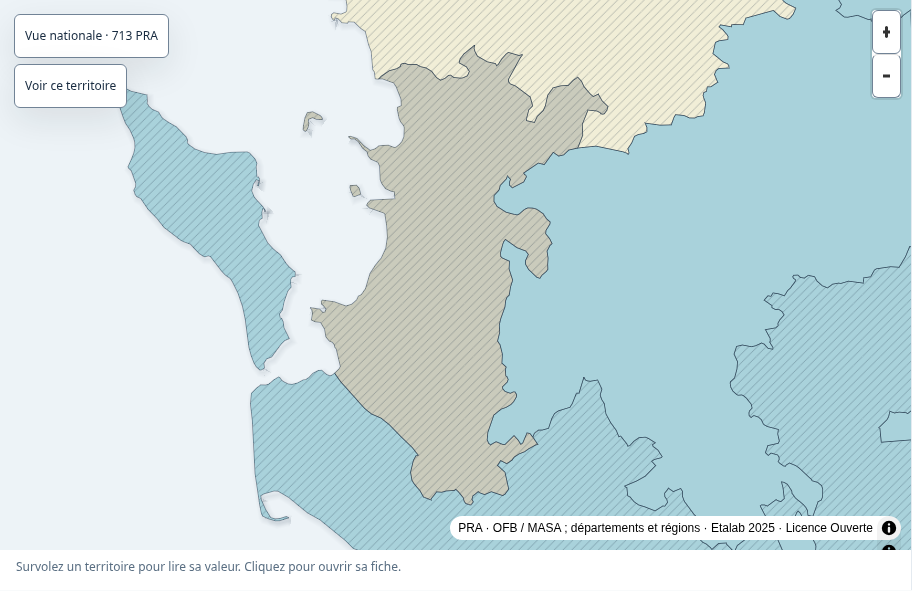 Vue nationale · 713 PRA
Voir ce territoire
+
-
PRA · OFB / MASA ; départements et régions · Etalab 2025 · Licence Ouverte
Survolez un territoire pour lire sa valeur. Cliquez pour ouvrir sa fiche.